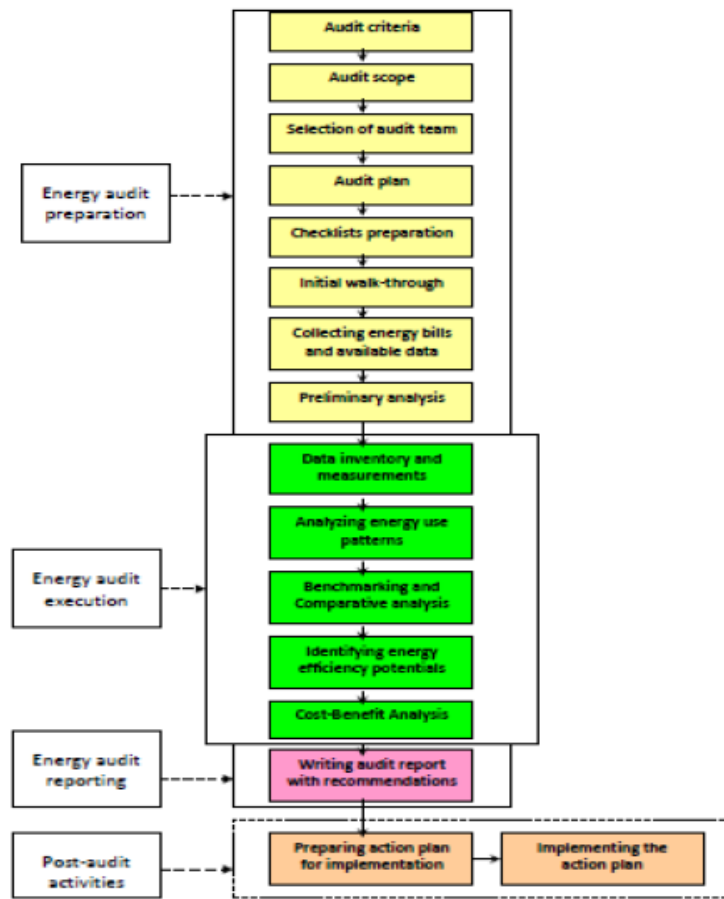 Audit criteria
Audit scope
Selection of audit team
Audit plan
Energy audit
preparation
Checklists preparation
Initial walk-through
Collecting energy bills
and available data
Preliminary analysis
Data inventory and
measurements
Analyzing energy use
patterns
Energy audit
execution
Benchmarking and
Comparative analysis
Identifying energy
efficiency potentials
Cost-Benefit Analysis
Energy audit
reporting
Writing audit report
with recommendations
Post-audit
activities
Preparing action plan
for implementation
Implementing the
action plan